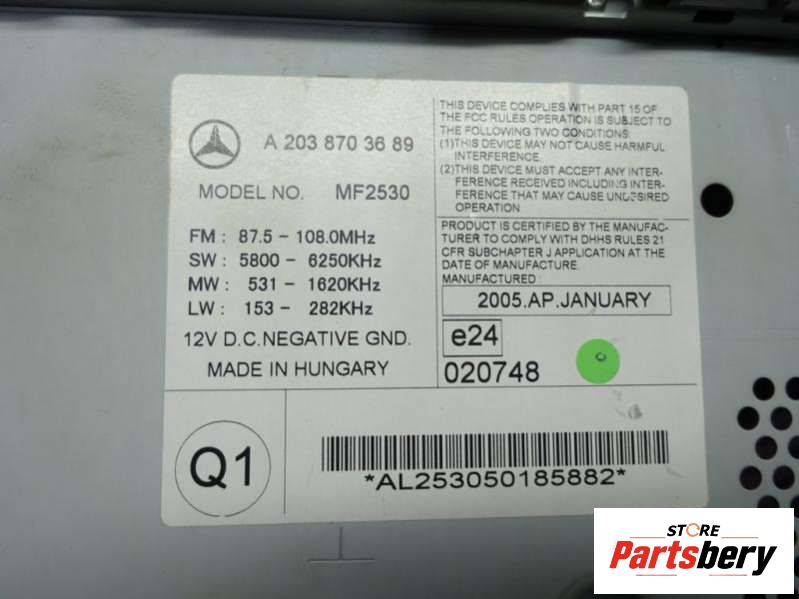 A 203 870 36 89
MODEL NO. MF2530
FM : 87.5 – 108.0MHz
SW : 5800 – 6250KHz
MW : 531 – 1620KHz
LW : 153 – 282KHz
12V D.C.NEGATIVE GND.
MADE IN HUNGARY
THIS DEVICE COMPLIES WITH PART 15 OF
THE FCC RULES OPERATION IS SUBJECT TO
THE FOLLOWING TWO CONDITIONS:
(1)THIS DEVICE MAY NOT CAUSE HARMFUL
INTERFERENCE.
(2)THIS DEVICE MUST ACCEPT ANY INTER-
FERENCE RECEIVED INCLUDING INTER-
FERENCE THAT MAY CAUSE UNDESIRED
OPERATION
PRODUCT IS CERTIFIED BY THE MANUFAC-
TURER TO COMPLY WITH DHHS RULES 21
CFR SUBCHAPTER J APPLICATION AT THE
DATE OF MANUFACTURE.
MANUFACTURED :
2005.AP.JANUARY
e24
020748
Q1
*AL253050185882*
STORE
Partsbery